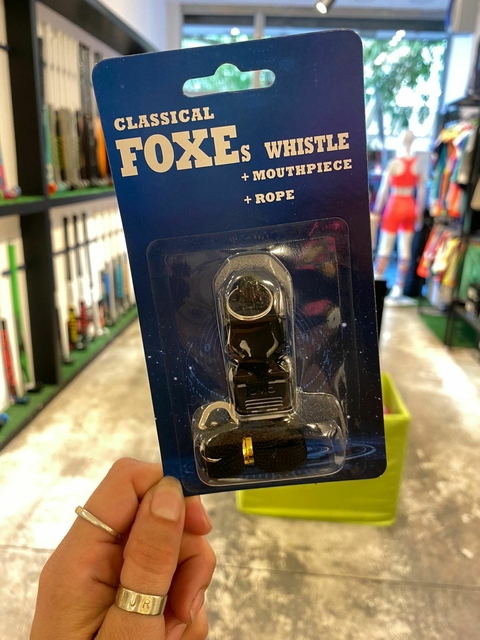 CLASSICAL
FOXEs WHISTLE
+ MOUTHPIECE
+ ROPE
J R